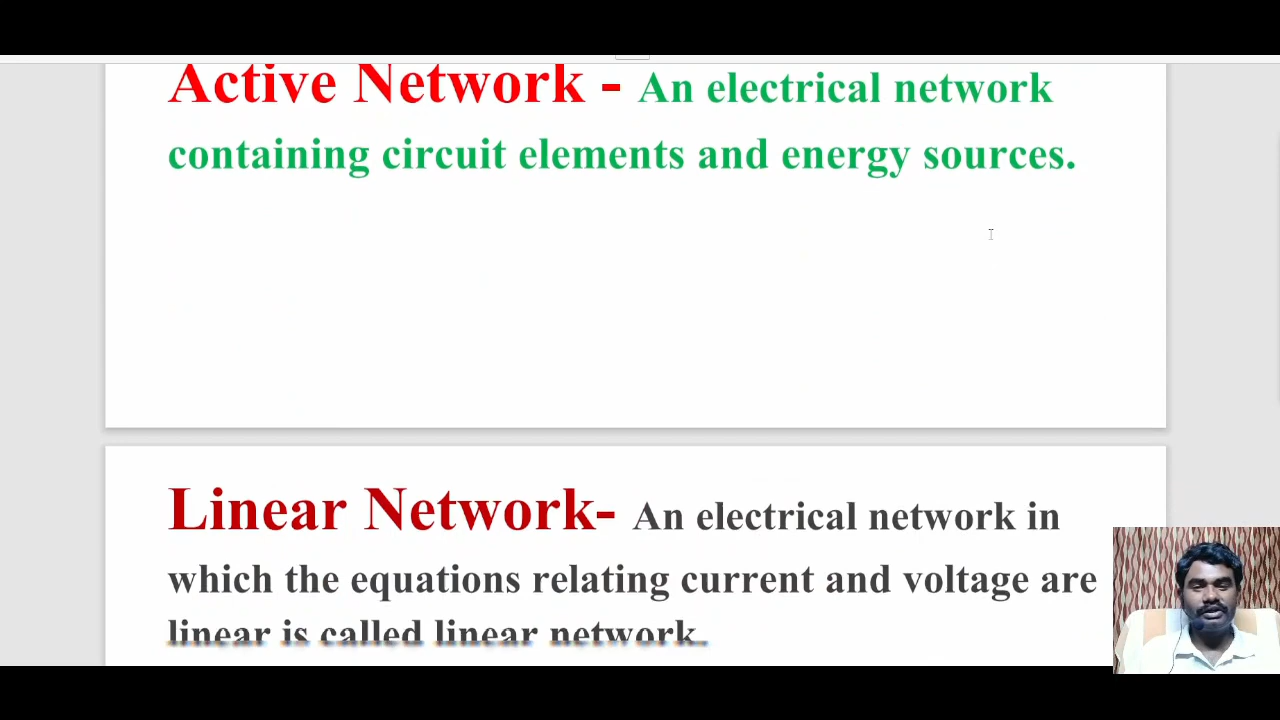 Active Network - An electrical network
containing circuit elements and energy sources.
Linear Network- An electrical network in
which the equations relating current and voltage are
linear is called linear network.